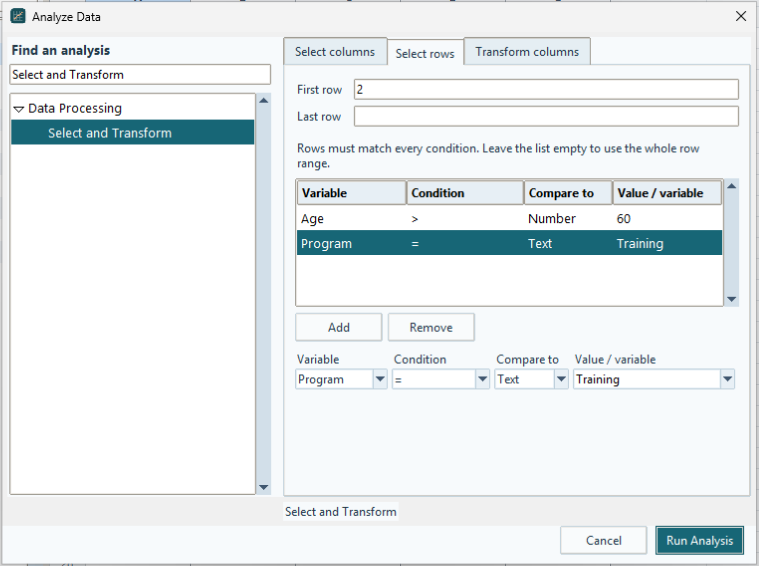 Analyze Data
Find an analysis
Select and Transform
Data Processing
Select and Transform
Select columns Select rows Transform columns
First row 2
Last row
Rows must match every condition. Leave the list empty to use the whole row
range.
Variable Condition Compare to Value / variable
Age > Number 60
Program = Text Training
Add Remove
Variable Condition Compare to Value / variable
Program = Text Training
Select and Transform
Cancel Run Analysis